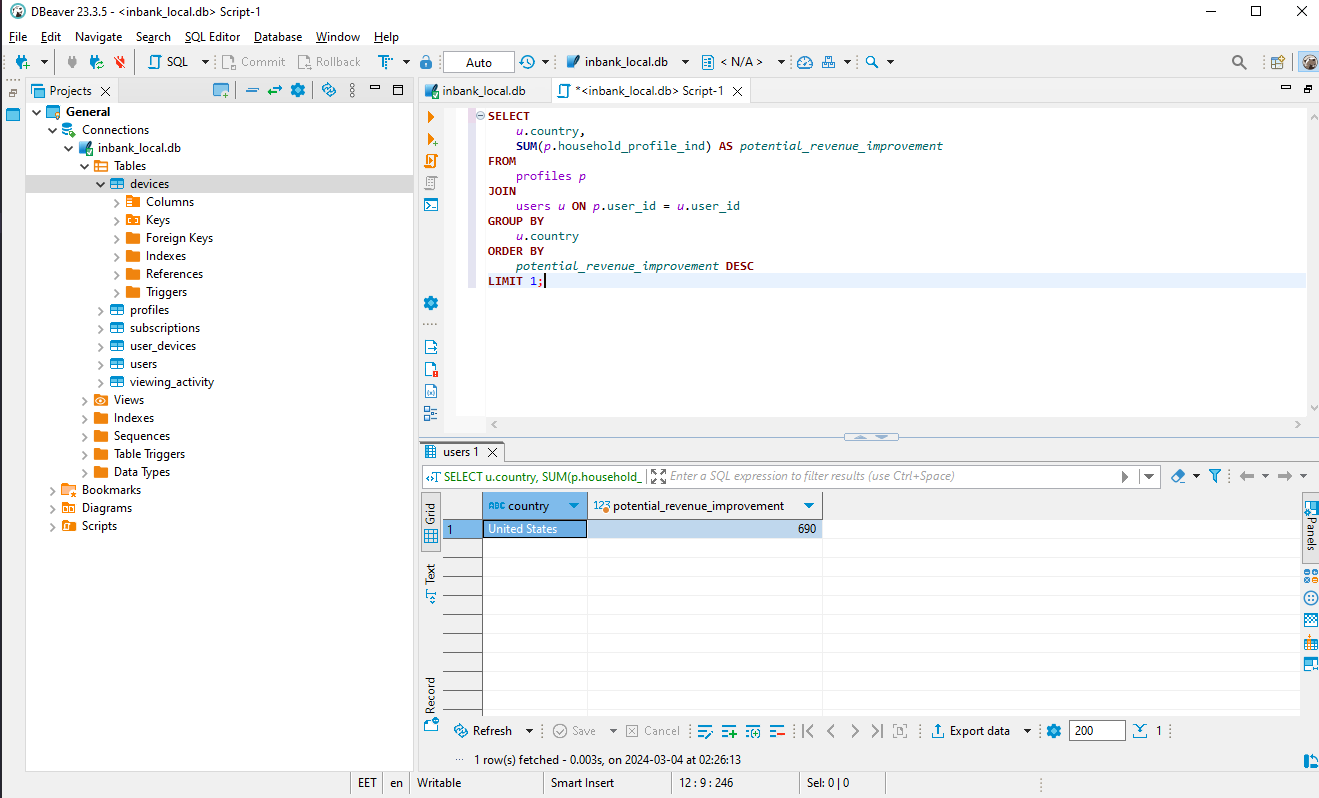 DBeaver 23.3.5 - <inbank_local.db> Script-1
File Edit Navigate Search SQL Editor Database Window Help
SQL Commit Rollback Auto inbank_local.db < N/A >
Projects
General
Connections
inbank_local.db
Tables
devices
Columns
Keys
Foreign Keys
Indexes
References
Triggers
profiles
subscriptions
user_devices
users
viewing_activity
Views
Indexes
Sequences
Table Triggers
Data Types
Bookmarks
Diagrams
Scripts
inbank_local.db *<inbank_local.db> Script-1
SELECT
u.country,
SUM(p.household_profile_ind) AS potential_revenue_improvement
FROM
profiles p
JOIN
users u ON p.user_id = u.user_id
GROUP BY
u.country
ORDER BY
potential_revenue_improvement DESC
LIMIT 1;
users 1
SELECT u.country, SUM(p.household_ Enter a SQL expression to filter results (use Ctrl+Space)
Grid
Text
Record
ABC country 123 potential_revenue_improvement
1 United States 690
Panels
Refresh Save Cancel Export data 200 1
1 row(s) fetched - 0.003s, on 2024-03-04 at 02:26:13
EET en Writable Smart Insert 12 : 9 : 246 Sel: 0 | 0